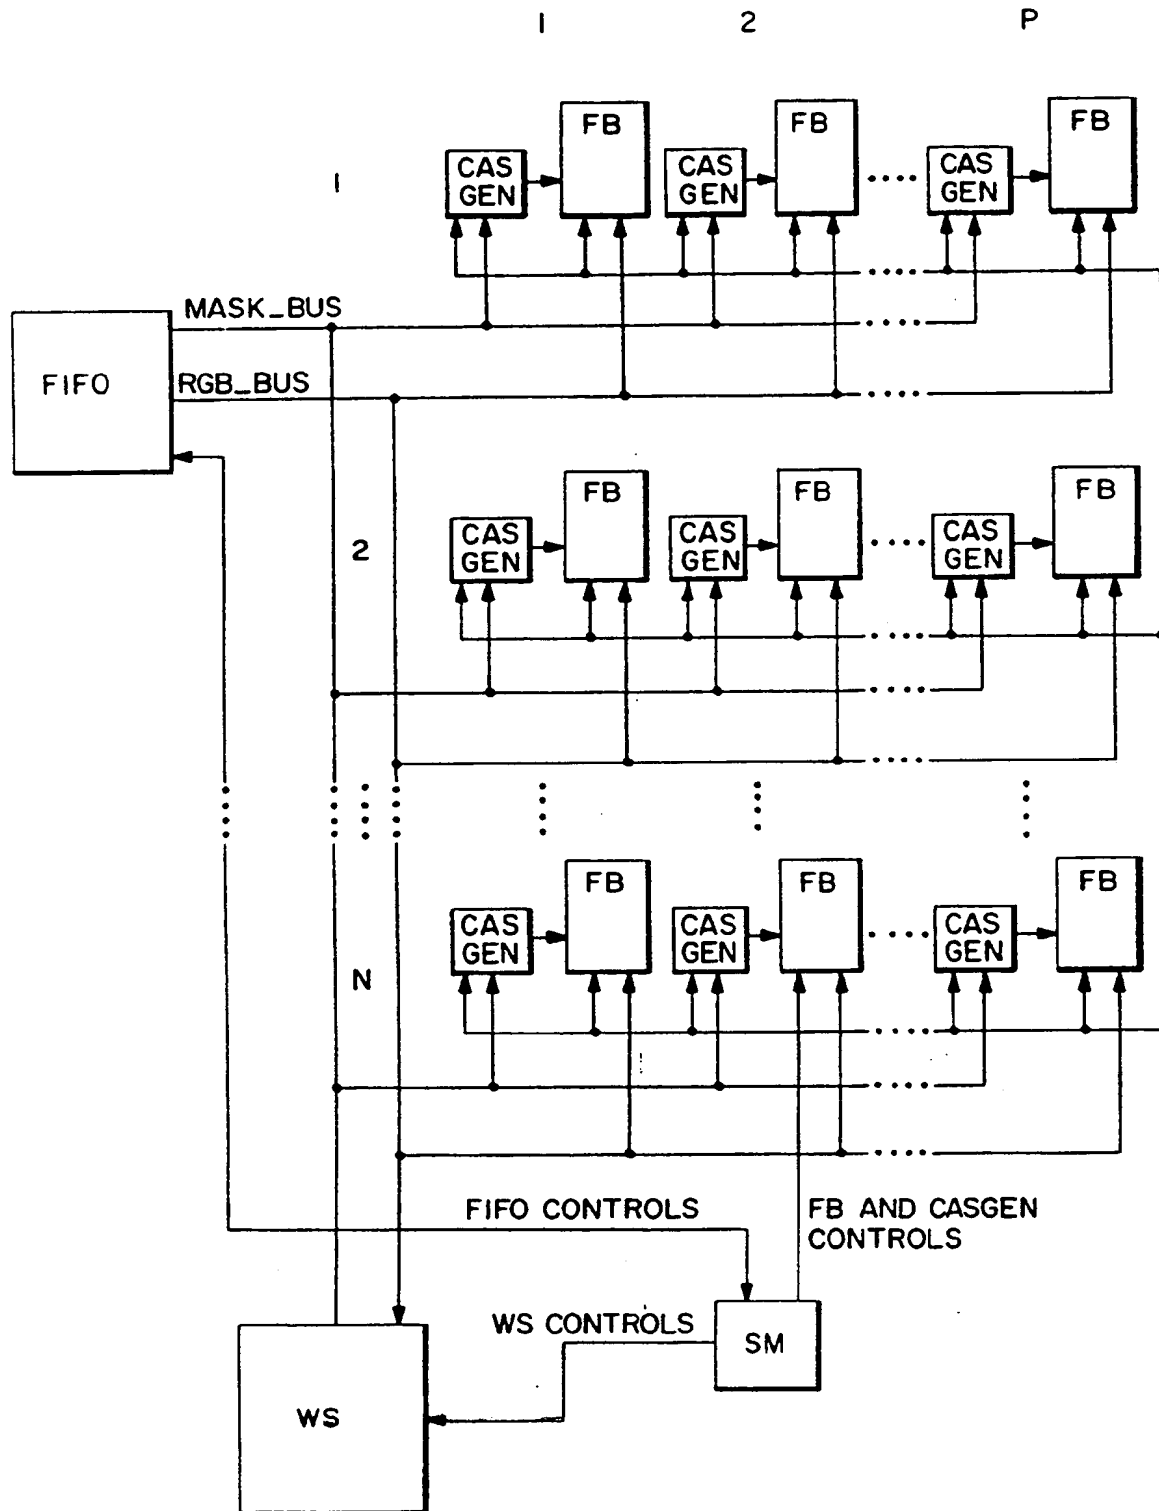 1 2 P
FB FB FB
CAS GEN CAS GEN CAS GEN
1
MASK_BUS
FIFO
RGB_BUS
FB FB FB
CAS GEN CAS GEN CAS GEN
2
FB FB FB
CAS GEN CAS GEN CAS GEN
N
FIFO CONTROLS
FB AND CASGEN
CONTROLS
WS CONTROLS
SM
WS